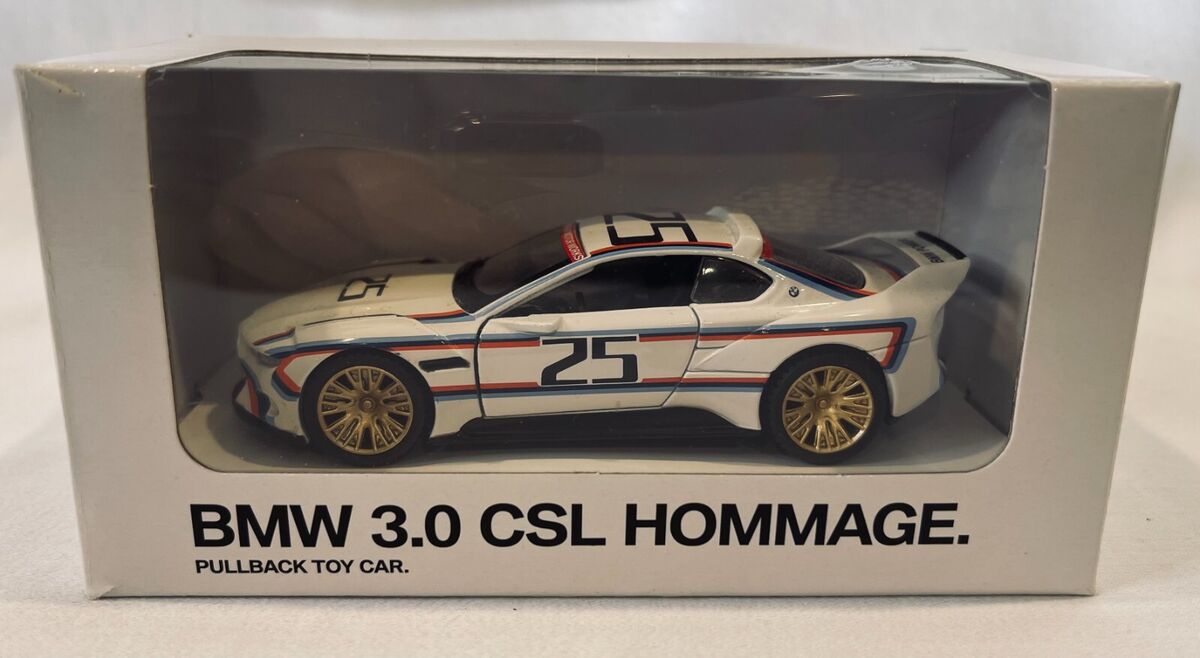 25
25
25
BMW 3.0 CSL HOMMAGE.
PULLBACK TOY CAR.